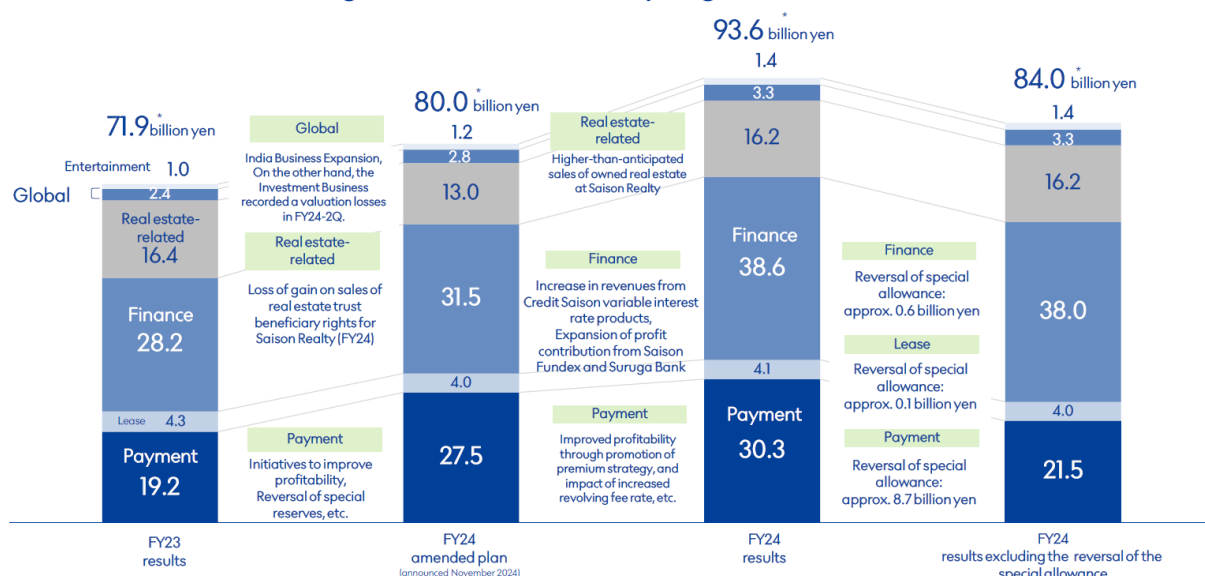 71.9* billion yen
Entertainment 1.0
Global
2.4
Real estate-
related
16.4
Finance
28.2
Lease 4.3
Payment
19.2
FY23
results
Global
India Business Expansion,
On the other hand, the
Investment Business
recorded a valuation losses
in FY24-2Q.
Real estate-
related
Loss of gain on sales of
real estate trust
beneficiary rights for
Saison Realty (FY24)
Payment
Initiatives to improve
profitability,
Reversal of special
reserves, etc.
80.0* billion yen
1.2
2.8
13.0
31.5
4.0
27.5
FY24
amended plan
(announced November 2024)
Real estate-
related
Higher-than-anticipated
sales of owned real estate
at Saison Realty
Finance
Increase in revenues from
Credit Saison variable interest
rate products,
Expansion of profit
contribution from Saison
Fundex and Suruga Bank
Payment
Improved profitability
through promotion of
premium strategy, and
impact of increased
revolving fee rate, etc.
93.6* billion yen
1.4
3.3
16.2
Finance
38.6
4.1
Payment
30.3
FY24
results
Finance
Reversal of special
allowance:
approx. 0.6 billion yen
Lease
Reversal of special
allowance:
approx. 0.1 billion yen
Payment
Reversal of special
allowance:
approx. 8.7 billion yen
84.0* billion yen
1.4
3.3
16.2
38.0
4.0
21.5
FY24
results excluding the reversal of the
special allowance